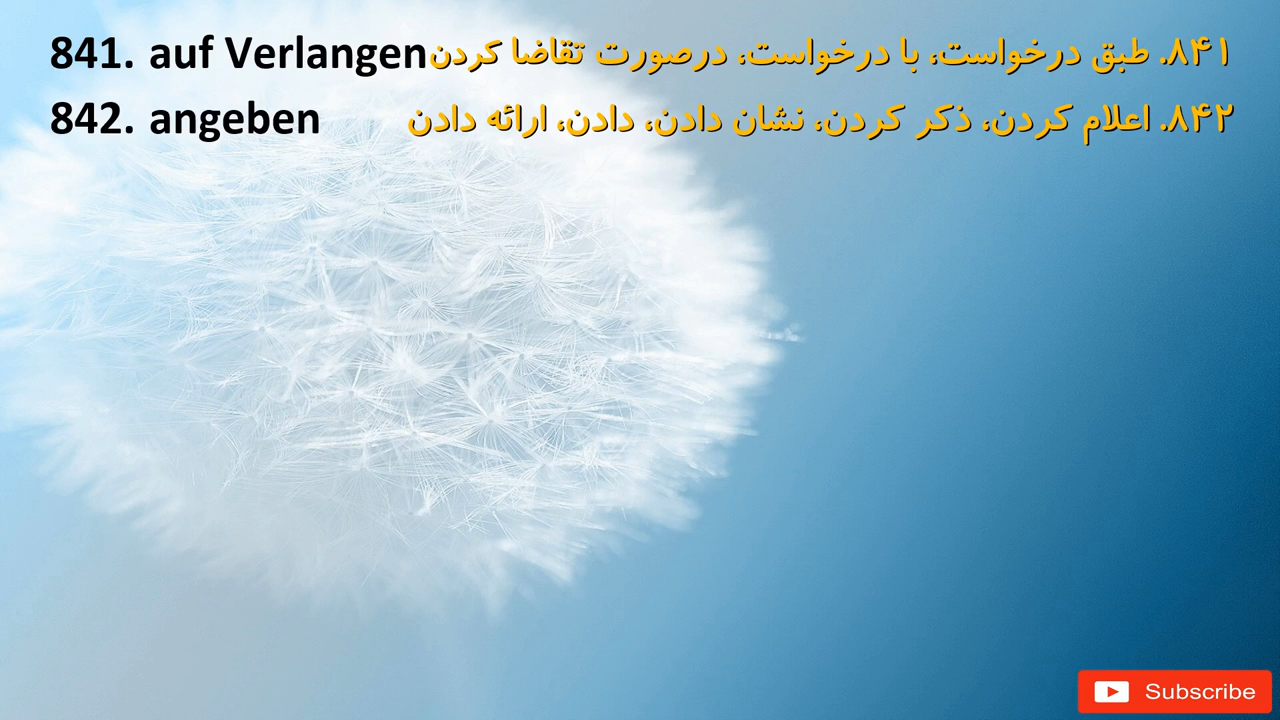 841. auf Verlangen ۸۴۱. طبق درخواست، با درخواست، درصورت تقاضا کردن
842. angeben ۸۴۲. اعلام کردن، ذکر کردن، نشان دادن، دادن، ارائه دادن
Subscribe